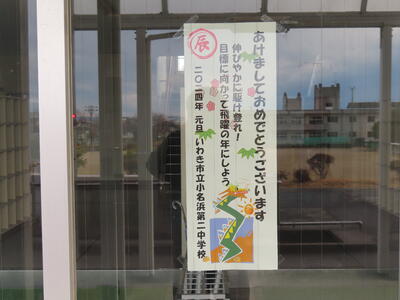 あけましておめでとうございます
伸びやかに駆け登れ!
目標に向かって飛躍の年にしよう
二〇二四年 元旦 いわき市立小名浜第二中学校
辰